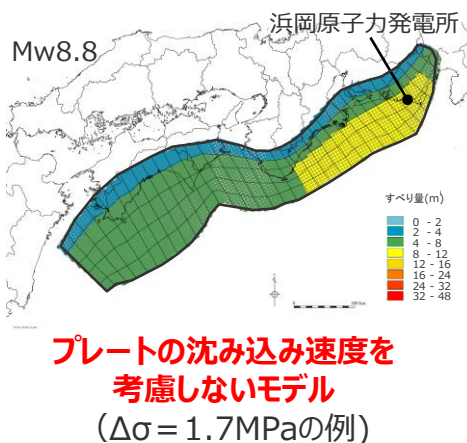 浜岡原子力発電所
Mw8.8
すべり量(m)
0 - 2
2 - 4
4 - 8
8 - 12
12 - 16
16 - 24
24 - 32
32 - 48
プレートの沈み込み速度を
考慮しないモデル
（Δσ＝1.7MPaの例)